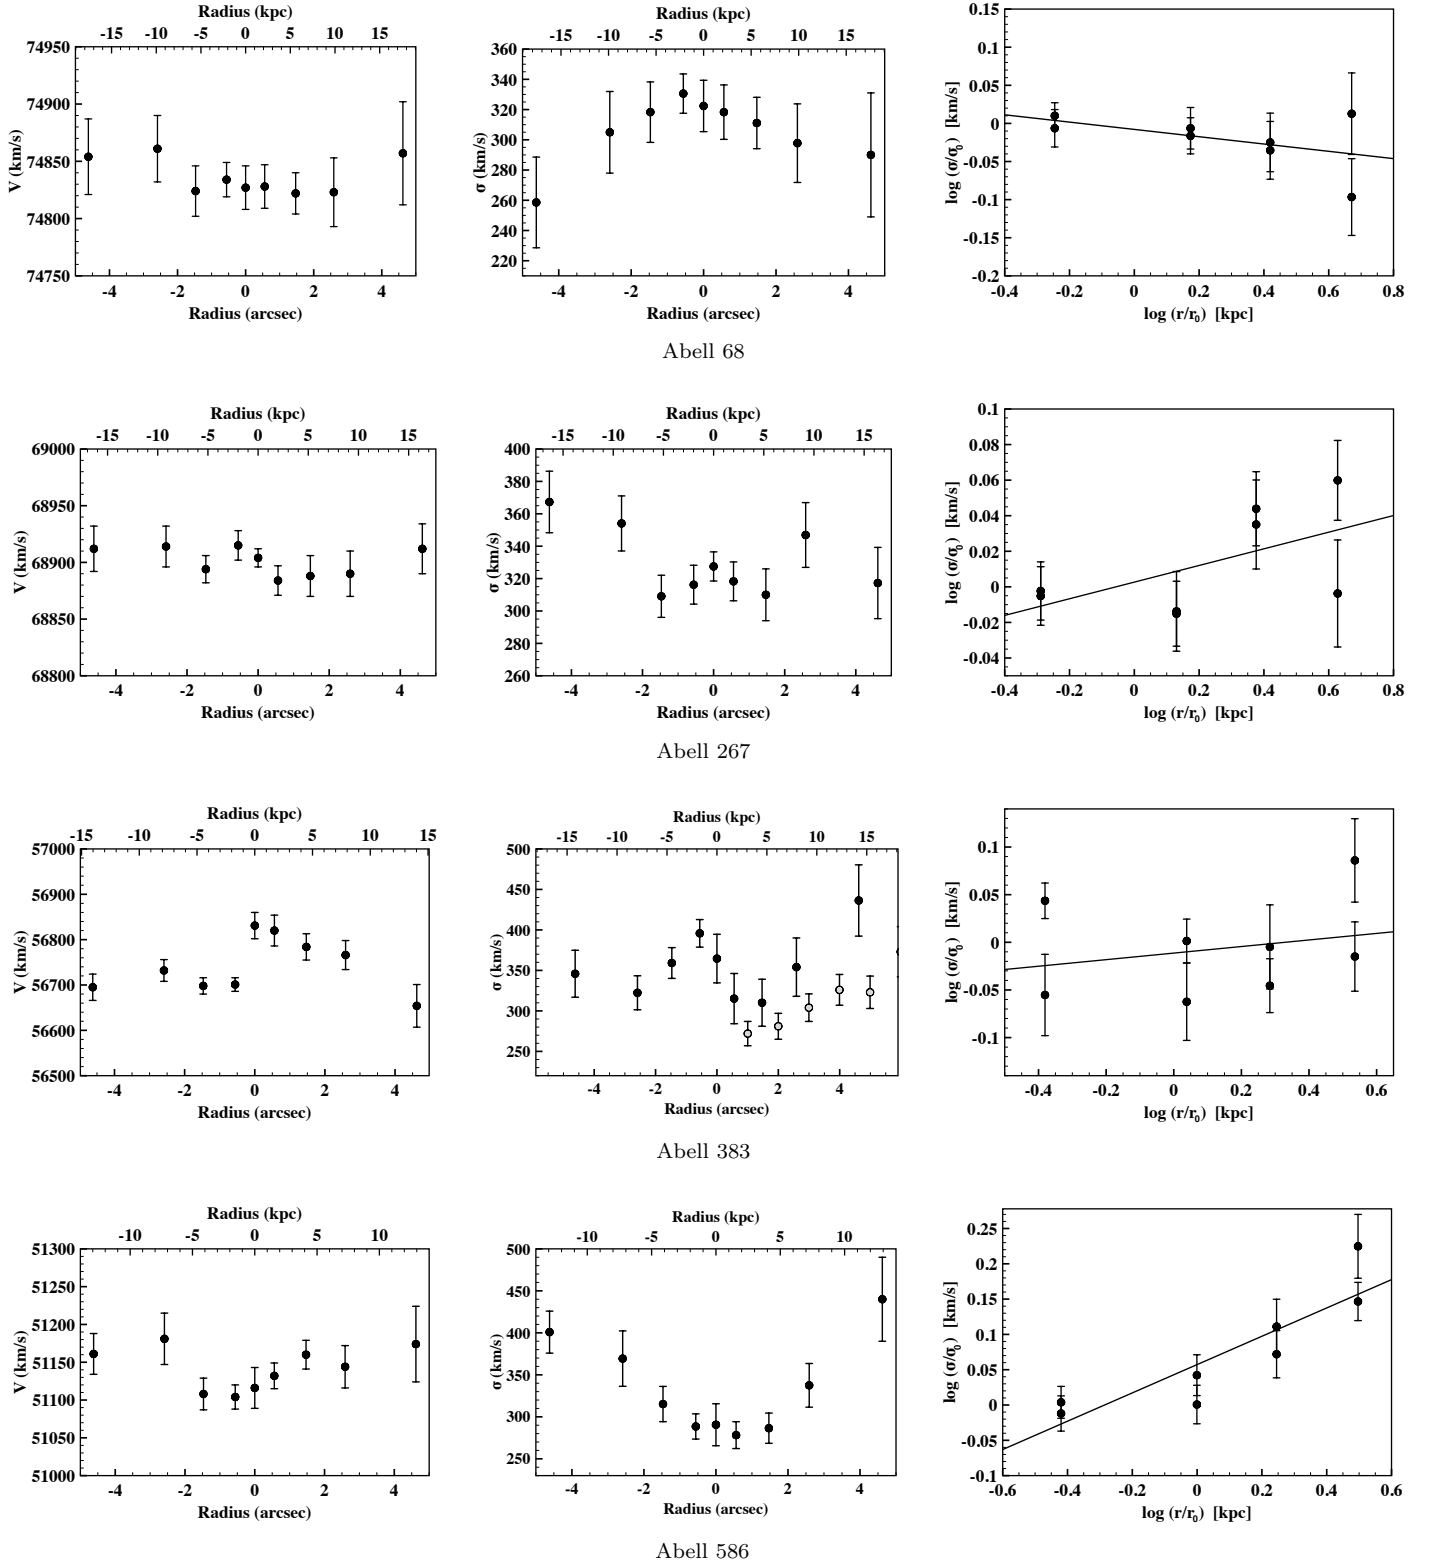 Radius (kpc)
-15 -10 -5 0 5 10 15
74950
74900
74850
74800
74750
V (km/s)
-4 -2 0 2 4
Radius (arcsec)
Radius (kpc)
-15 -10 -5 0 5 10 15
360
340
320
300
280
260
240
220
σ (km/s)
-4 -2 0 2 4
Radius (arcsec)
0.15
0.1
0.05
0
-0.05
-0.1
-0.15
-0.2
log (σ/σ0) [km/s]
-0.4 -0.2 0 0.2 0.4 0.6 0.8
log (r/r0) [kpc]
Abell 68
Radius (kpc)
-15 -10 -5 0 5 10 15
69000
68950
68900
68850
68800
V (km/s)
-4 -2 0 2 4
Radius (arcsec)
Radius (kpc)
-15 -10 -5 0 5 10 15
400
380
360
340
320
300
280
260
σ (km/s)
-4 -2 0 2 4
Radius (arcsec)
0.1
0.08
0.06
0.04
0.02
0
-0.02
-0.04
log (σ/σ0) [km/s]
-0.4 -0.2 0 0.2 0.4 0.6 0.8
log (r/r0) [kpc]
Abell 267
Radius (kpc)
-15 -10 -5 0 5 10 15
57000
56900
56800
56700
56600
56500
V (km/s)
-4 -2 0 2 4
Radius (arcsec)
Radius (kpc)
-15 -10 -5 0 5 10 15
500
450
400
350
300
250
σ (km/s)
-4 -2 0 2 4
Radius (arcsec)
0.1
0.05
0
-0.05
-0.1
log (σ/σ0) [km/s]
-0.4 -0.2 0 0.2 0.4 0.6
log (r/r0) [kpc]
Abell 383
Radius (kpc)
-10 -5 0 5 10
51300
51250
51200
51150
51100
51050
51000
V (km/s)
-4 -2 0 2 4
Radius (arcsec)
Radius (kpc)
-10 -5 0 5 10
500
450
400
350
300
250
σ (km/s)
-4 -2 0 2 4
Radius (arcsec)
0.25
0.2
0.15
0.1
0.05
0
-0.05
-0.1
log (σ/σ0) [km/s]
-0.6 -0.4 -0.2 0 0.2 0.4 0.6
log (r/r0) [kpc]
Abell 586